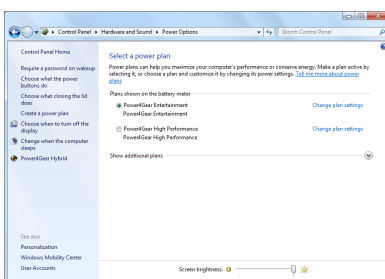 Control Panel ▸ Hardware and Sound ▸ Power Options
Search Control Panel
Control Panel Home
Require a password on wakeup
Choose what the power
buttons do
Choose what closing the lid
does
Create a power plan
Choose when to turn off the
display
Change when the computer
sleeps
Power4Gear Hybrid
See also
Personalization
Windows Mobility Center
User Accounts
Select a power plan
Power plans can help you maximize your computer's performance or conserve energy. Make a plan active by
selecting it, or choose a plan and customize it by changing its power settings. Tell me more about power
plans
Plans shown on the battery meter
Power4Gear Entertainment Change plan settings
Power4Gear Entertainment
Power4Gear High Performance Change plan settings
Power4Gear High Performance
Show additional plans
Screen brightness: